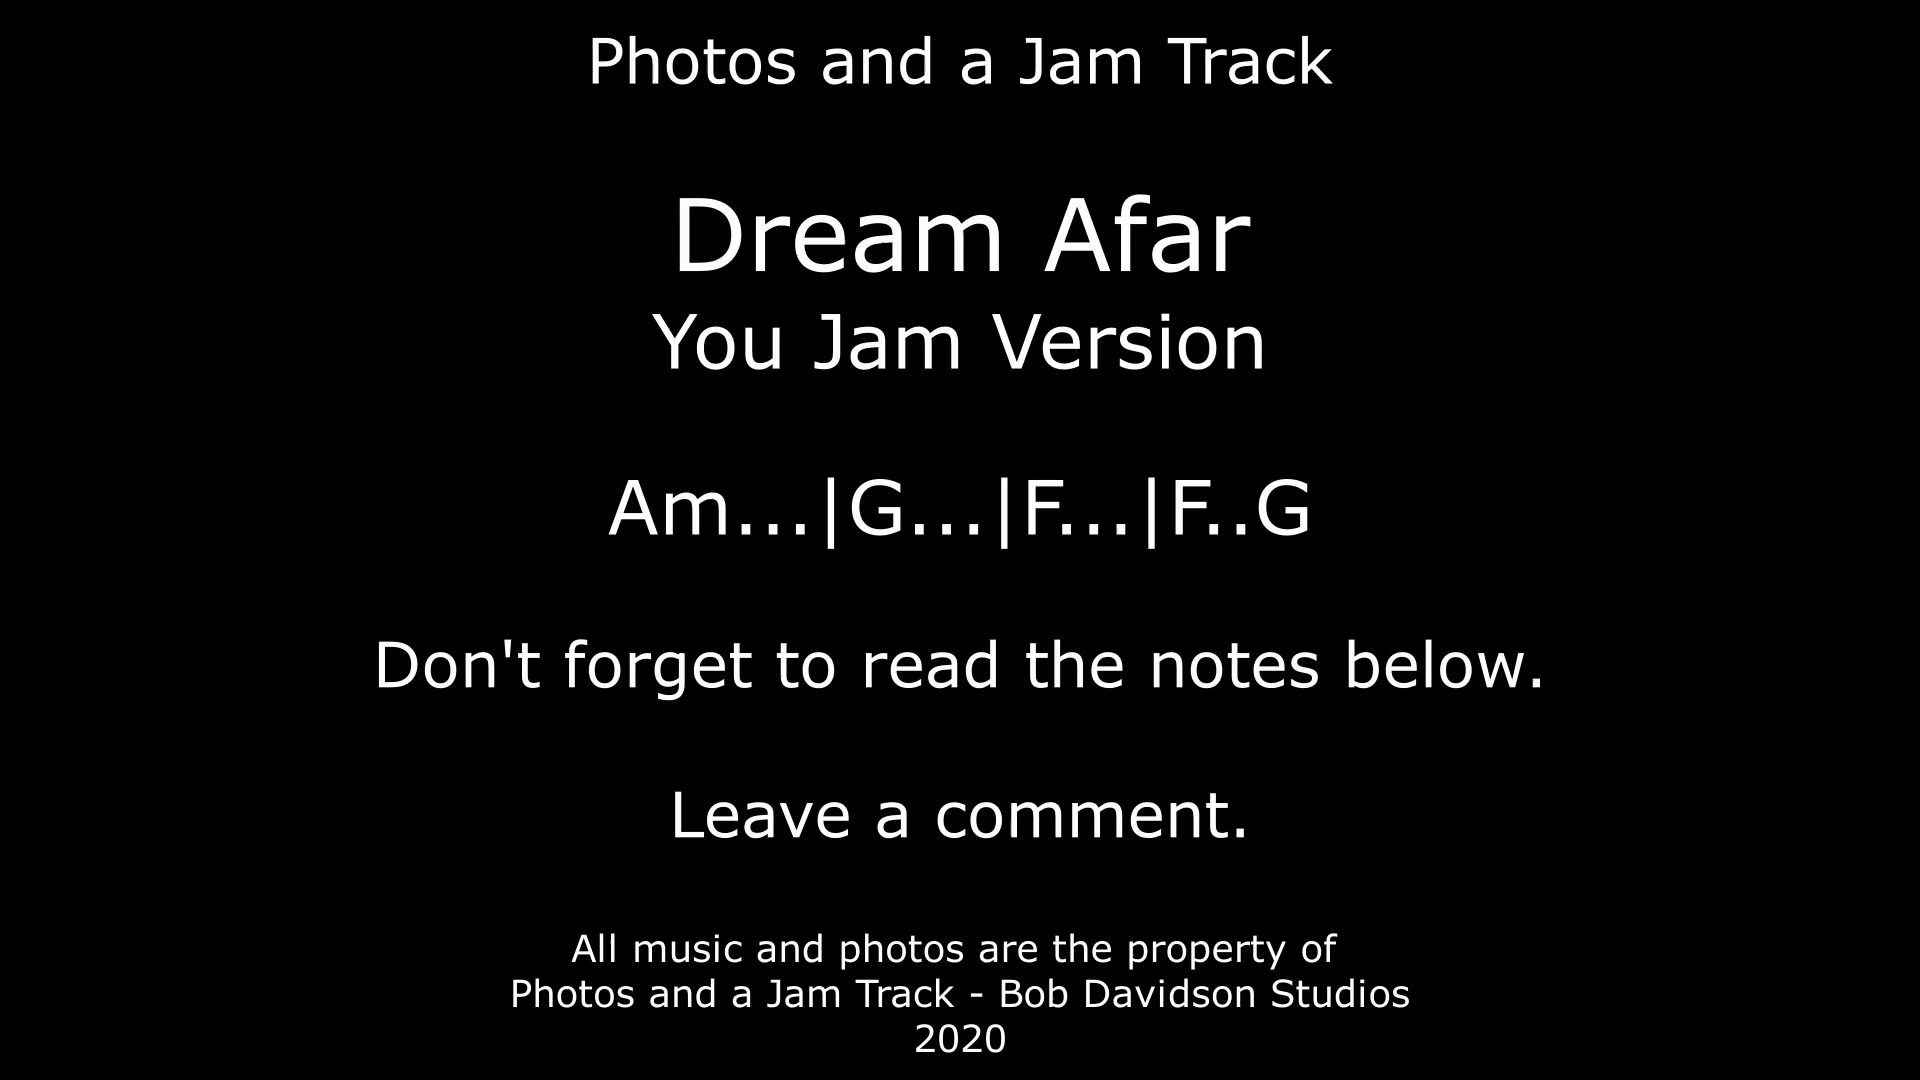 Photos and a Jam Track
Dream Afar
You Jam Version
Am...|G...|F...|F..G
Don't forget to read the notes below.
Leave a comment.
All music and photos are the property of
Photos and a Jam Track - Bob Davidson Studios
2020